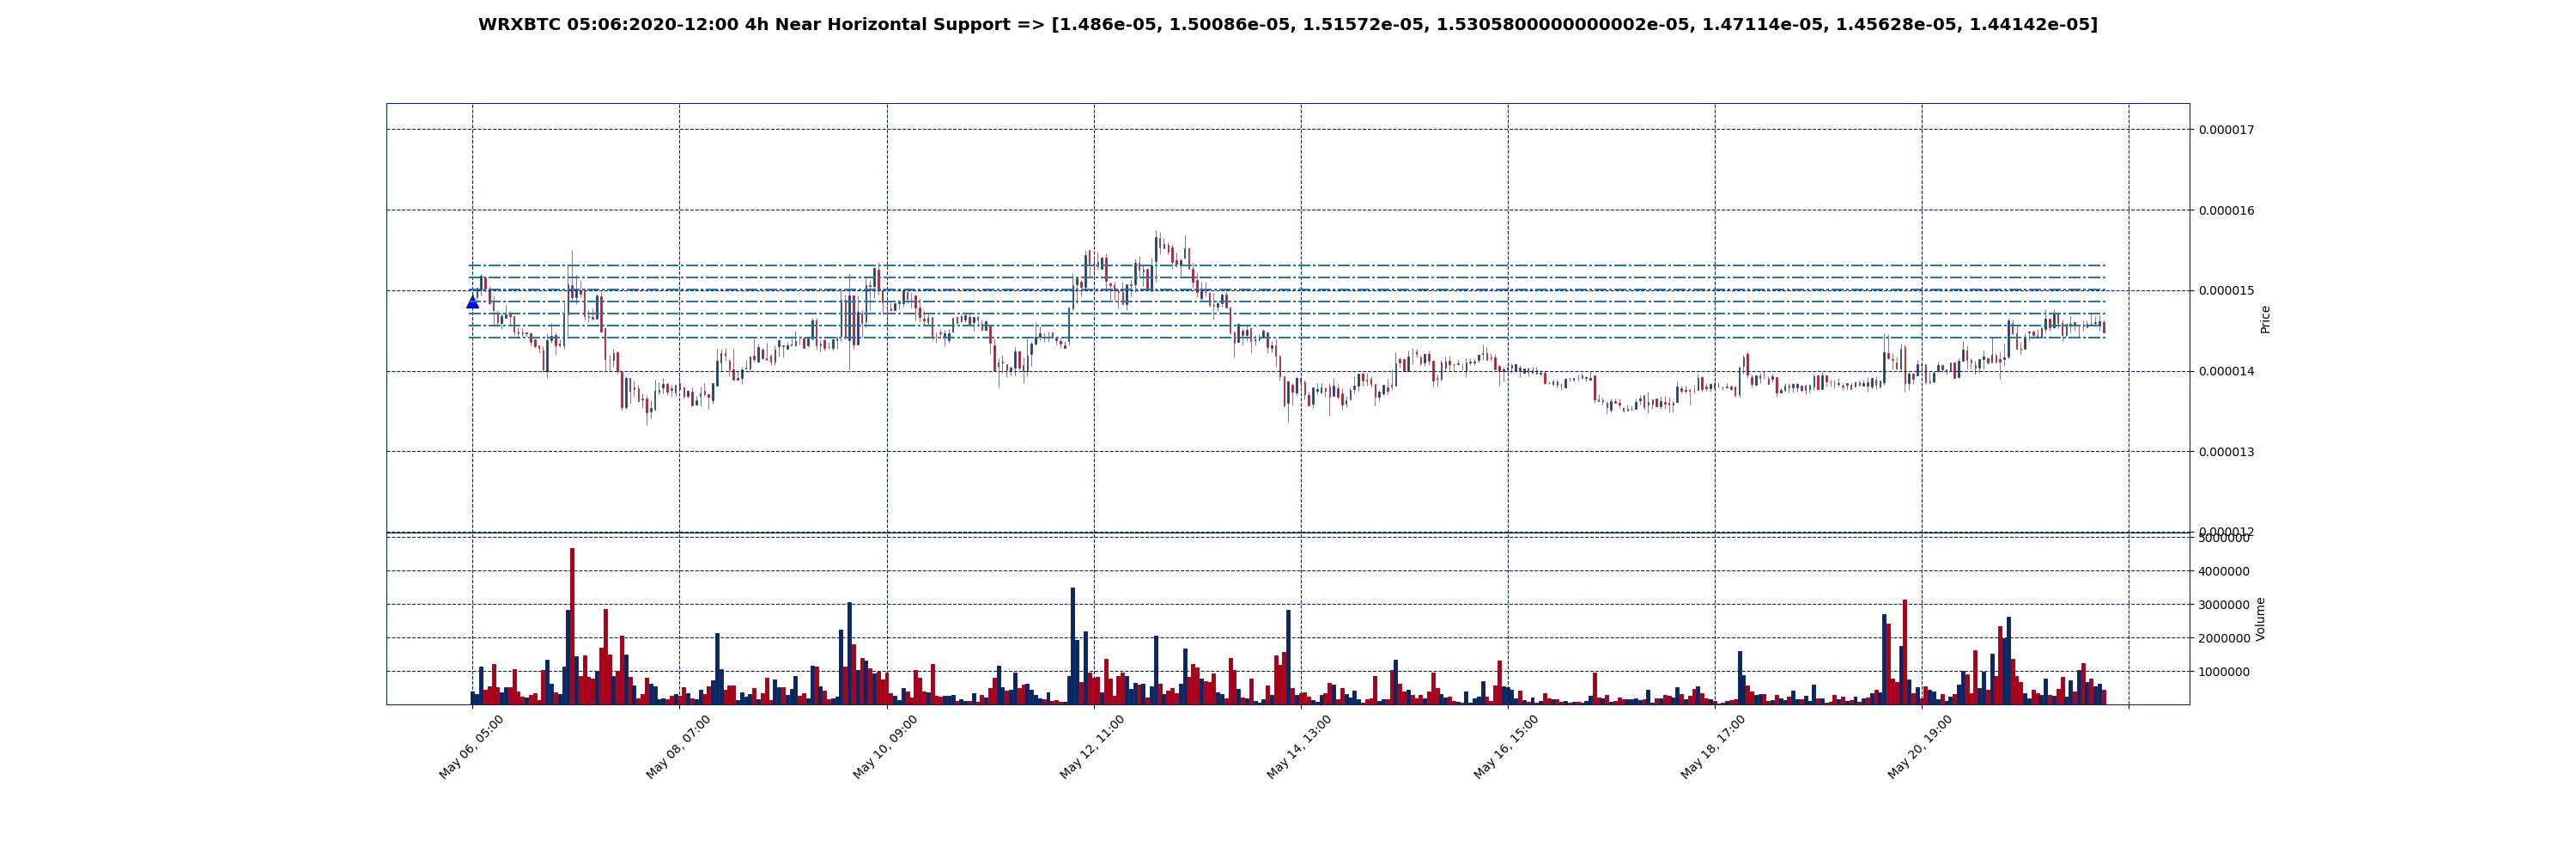 WRXBTC 05:06:2020-12:00 4h Near Horizontal Support => [1.486e-05, 1.50086e-05, 1.51572e-05, 1.5305800000000002e-05, 1.47114e-05, 1.45628e-05, 1.44142e-05]
0.000017
0.000016
0.000015
Price
0.000014
0.000013
0.000012
5000000
4000000
3000000
Volume
2000000
1000000
May 06, 05:00
May 08, 07:00
May 10, 09:00
May 12, 11:00
May 14, 13:00
May 16, 15:00
May 18, 17:00
May 20, 19:00